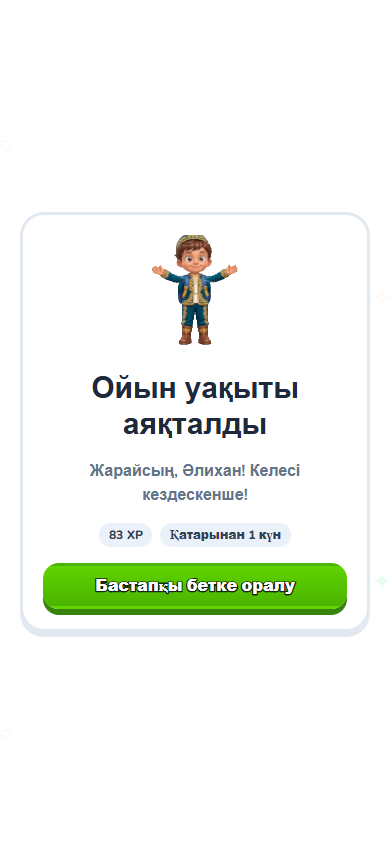 Ойын уақыты
аяқталды
Жарайсың, Әлихан! Келесі
кездескенше!
83 XP
Қатарынан 1 күн
Бастапқы бетке оралу